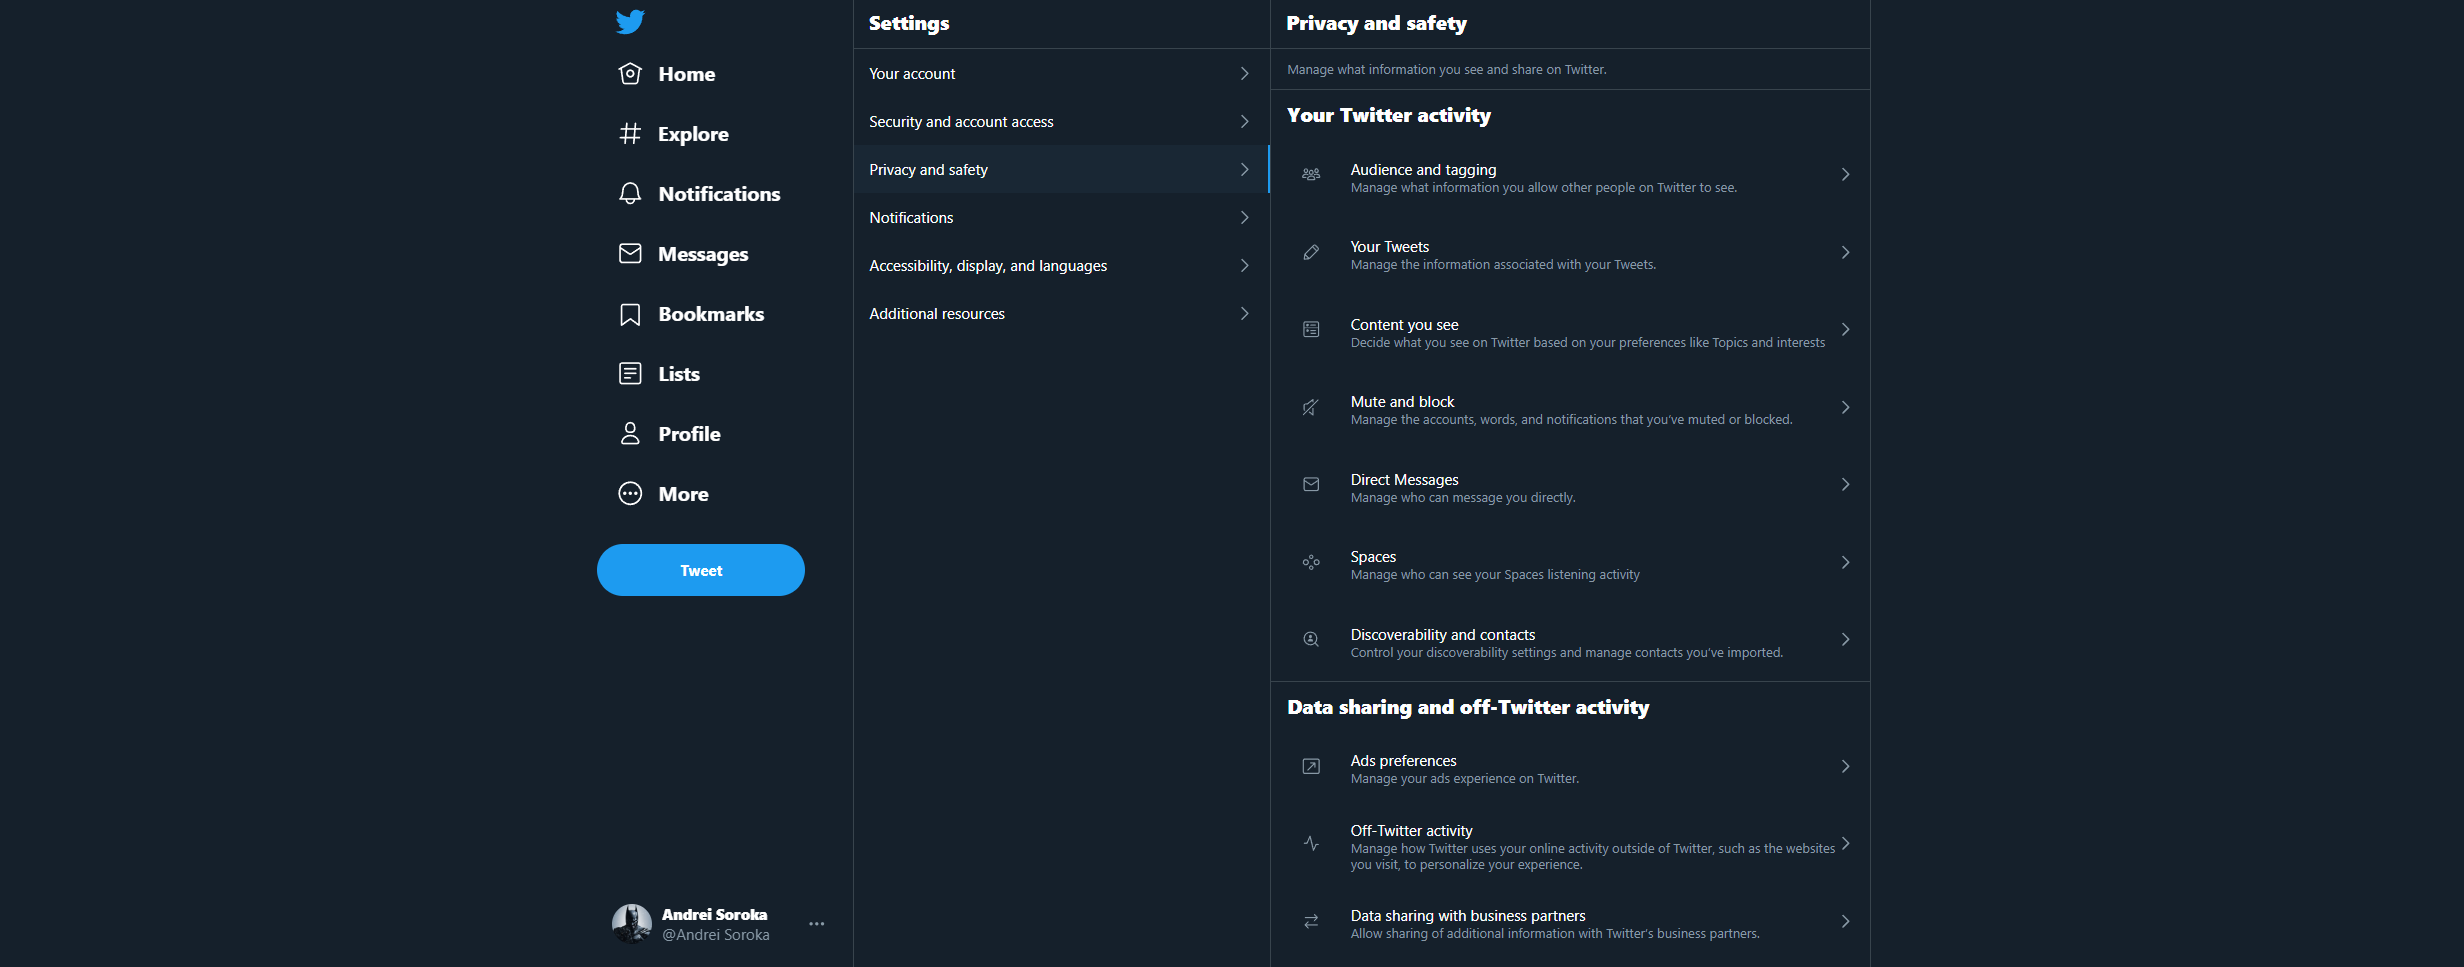 Home
Explore
Notifications
Messages
Bookmarks
Lists
Profile
More
Tweet
Andrei Soroka
@Andrei Soroka
Settings
Your account
Security and account access
Privacy and safety
Notifications
Accessibility, display, and languages
Additional resources
Privacy and safety
Manage what information you see and share on Twitter.
Your Twitter activity
Audience and tagging
Manage what information you allow other people on Twitter to see.
Your Tweets
Manage the information associated with your Tweets.
Content you see
Decide what you see on Twitter based on your preferences like Topics and interests
Mute and block
Manage the accounts, words, and notifications that you've muted or blocked.
Direct Messages
Manage who can message you directly.
Spaces
Manage who can see your Spaces listening activity
Discoverability and contacts
Control your discoverability settings and manage contacts you've imported.
Data sharing and off-Twitter activity
Ads preferences
Manage your ads experience on Twitter.
Off-Twitter activity
Manage how Twitter uses your online activity outside of Twitter, such as the websites
you visit, to personalize your experience.
Data sharing with business partners
Allow sharing of additional information with Twitter's business partners.